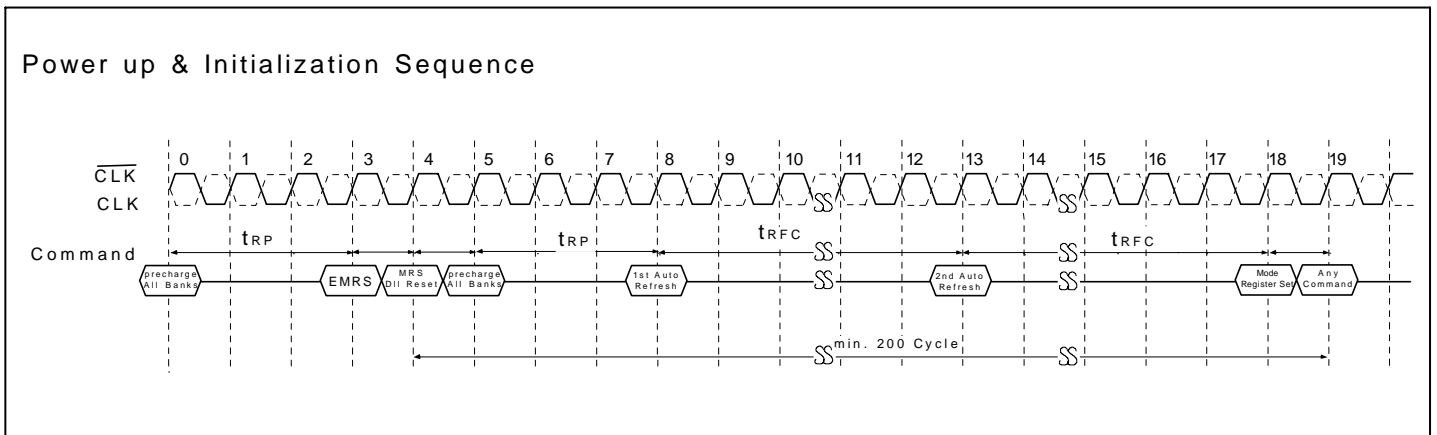 Power up & Initialization Sequence
0 1 2 3 4 5 6 7 8 9 10 11 12 13 14 15 16 17 18 19
CLK
CLK
tRP tRP tRFC tRFC
Command
precharge All Banks
EMRS
MRS Dll Reset
precharge All Banks
1st Auto Refresh
2nd Auto Refresh
Mode Register Set
Any Command
min. 200 Cycle